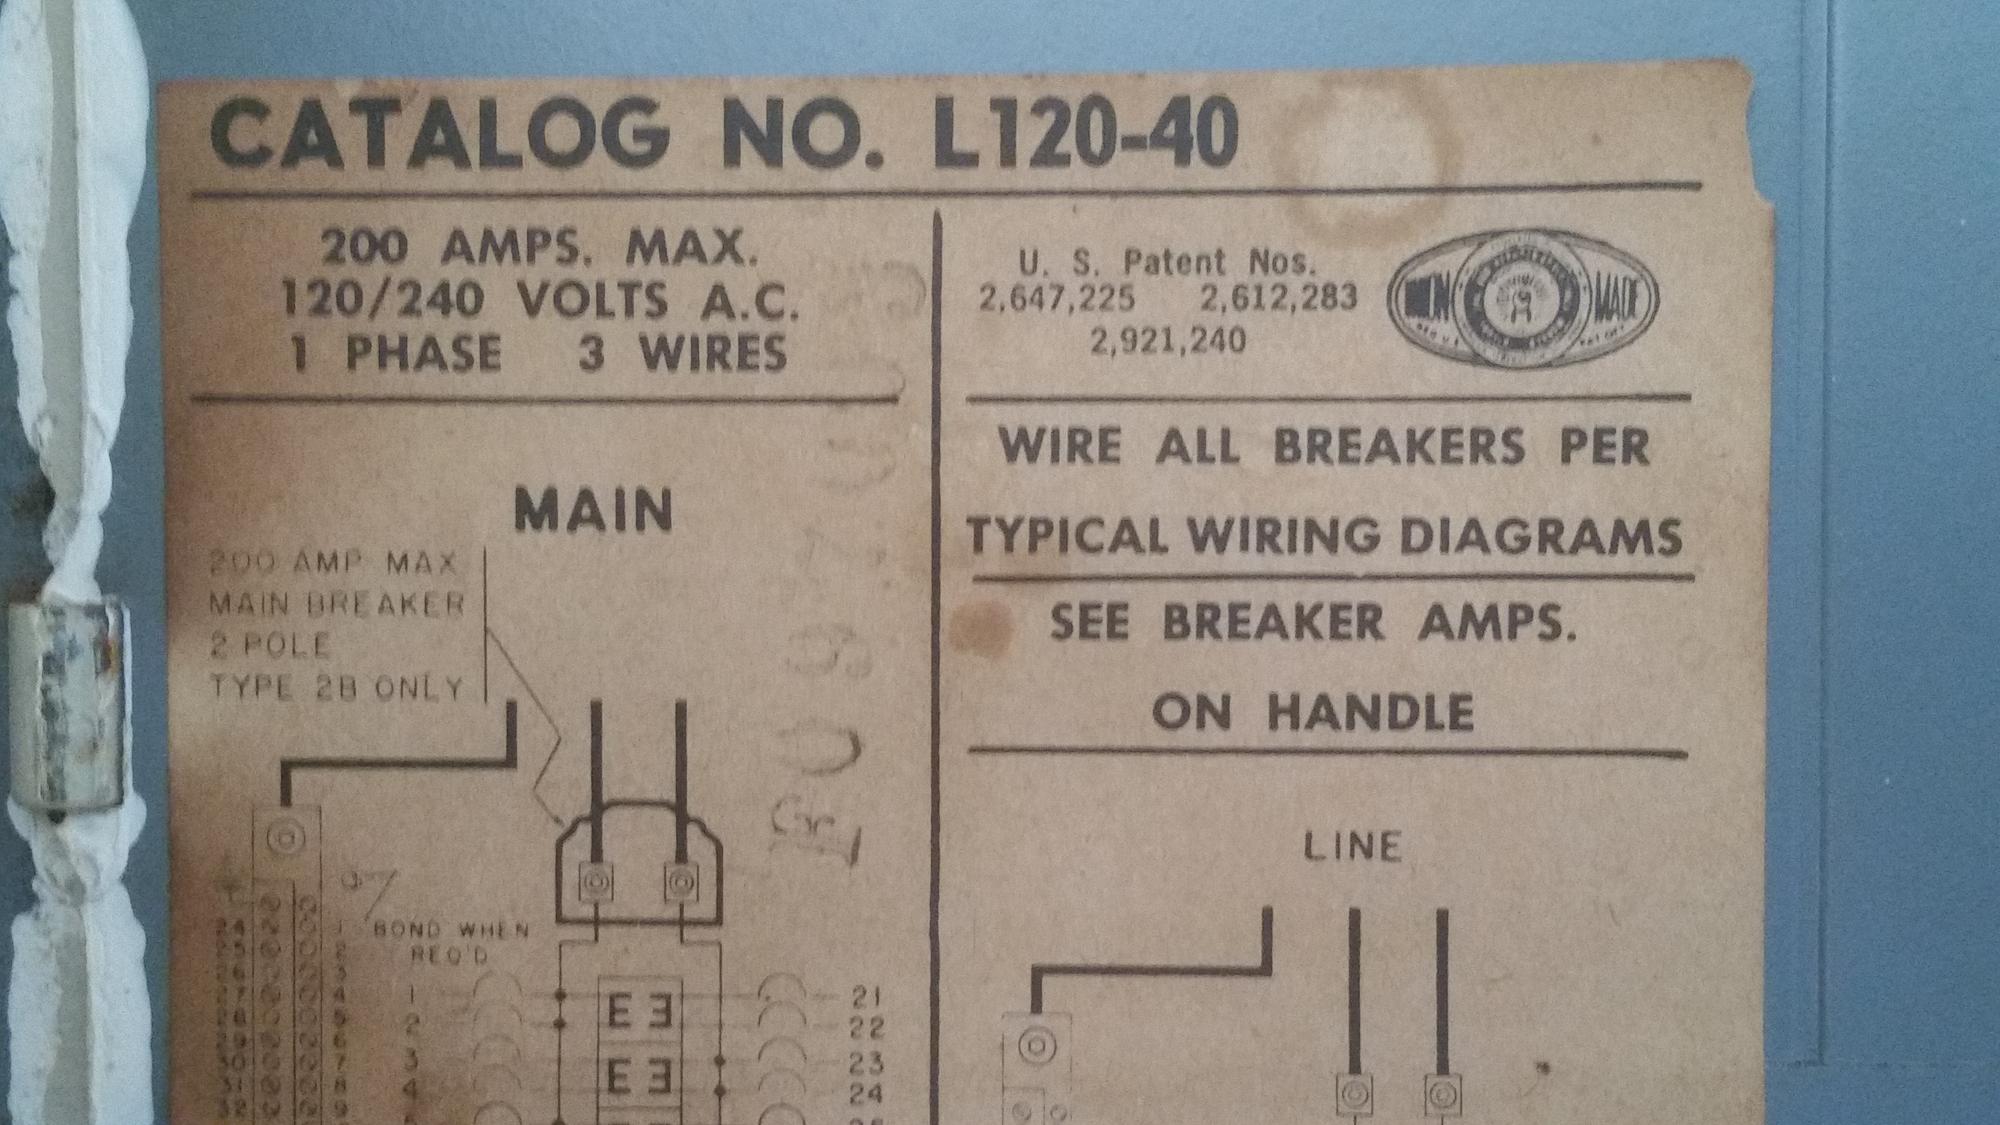 CATALOG NO. L120-40
200 AMPS. MAX.
120/240 VOLTS A.C.
1 PHASE 3 WIRES
U. S. Patent Nos.
2,647,225 2,612,283
2,921,240
MADE
WIRE ALL BREAKERS PER
TYPICAL WIRING DIAGRAMS
SEE BREAKER AMPS.
ON HANDLE
MAIN
200 AMP MAX
MAIN BREAKER
2 POLE
TYPE 2B ONLY
BOND WHEN
REQ'D
1 E E 21
2 22
3 E E 23
4 24
LINE